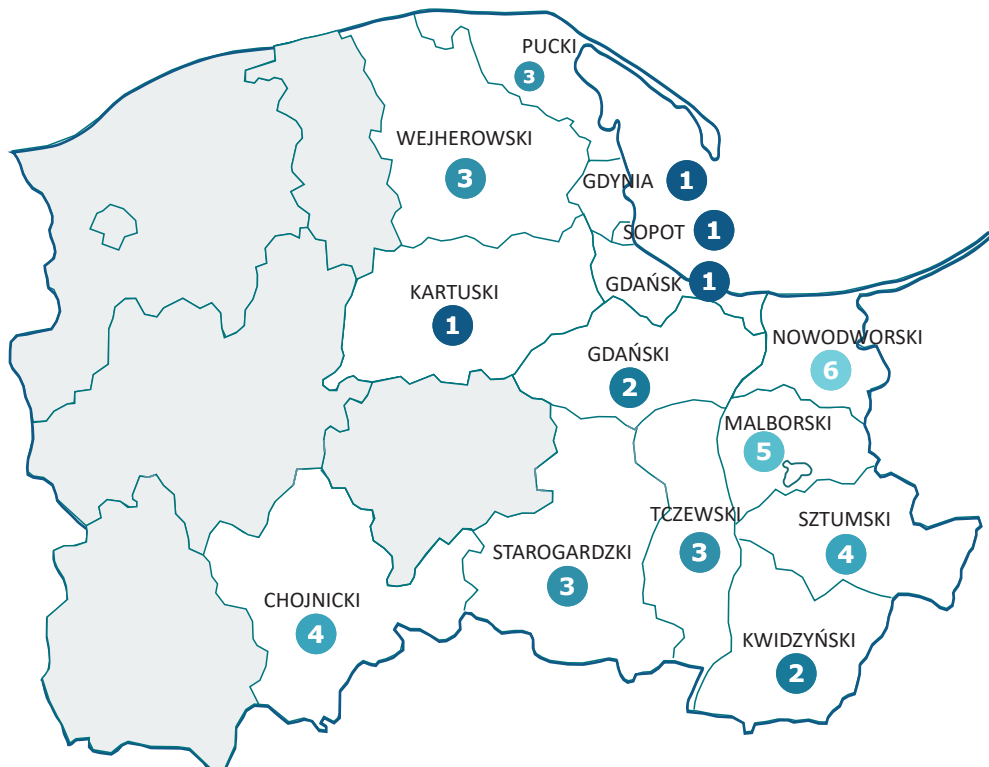 PUCKI
3
WEJHEROWSKI
3
GDYNIA 1
SOPOT 1
GDAŃSK 1
KARTUSKI
1
NOWODWORSKI
6
GDAŃSKI
2
MALBORSKI
5
TCZEWSKI
3
SZTUMSKI
4
STAROGARDZKI
3
CHOJNICKI
4
KWIDZYŃSKI
2